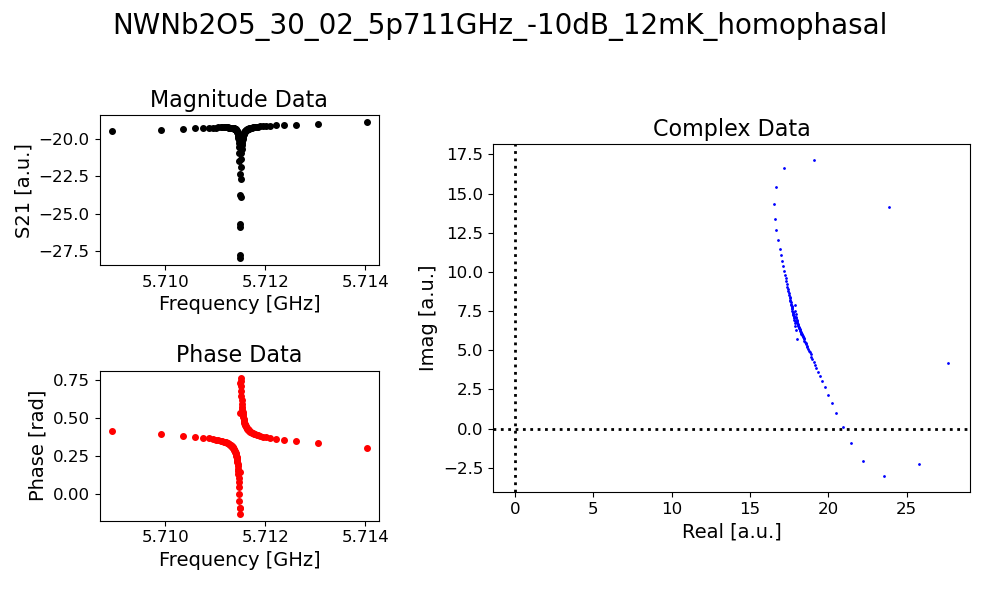 NWNb2O5_30_02_5p711GHz_-10dB_12mK_homophasal
Magnitude Data
−20.0
−22.5
−25.0
−27.5
S21 [a.u.]
5.710 5.712 5.714
Frequency [GHz]
Phase Data
0.75
0.50
0.25
0.00
Phase [rad]
5.710 5.712 5.714
Frequency [GHz]
Complex Data
17.5
15.0
12.5
10.0
7.5
5.0
2.5
0.0
−2.5
Imag [a.u.]
0 5 10 15 20 25
Real [a.u.]